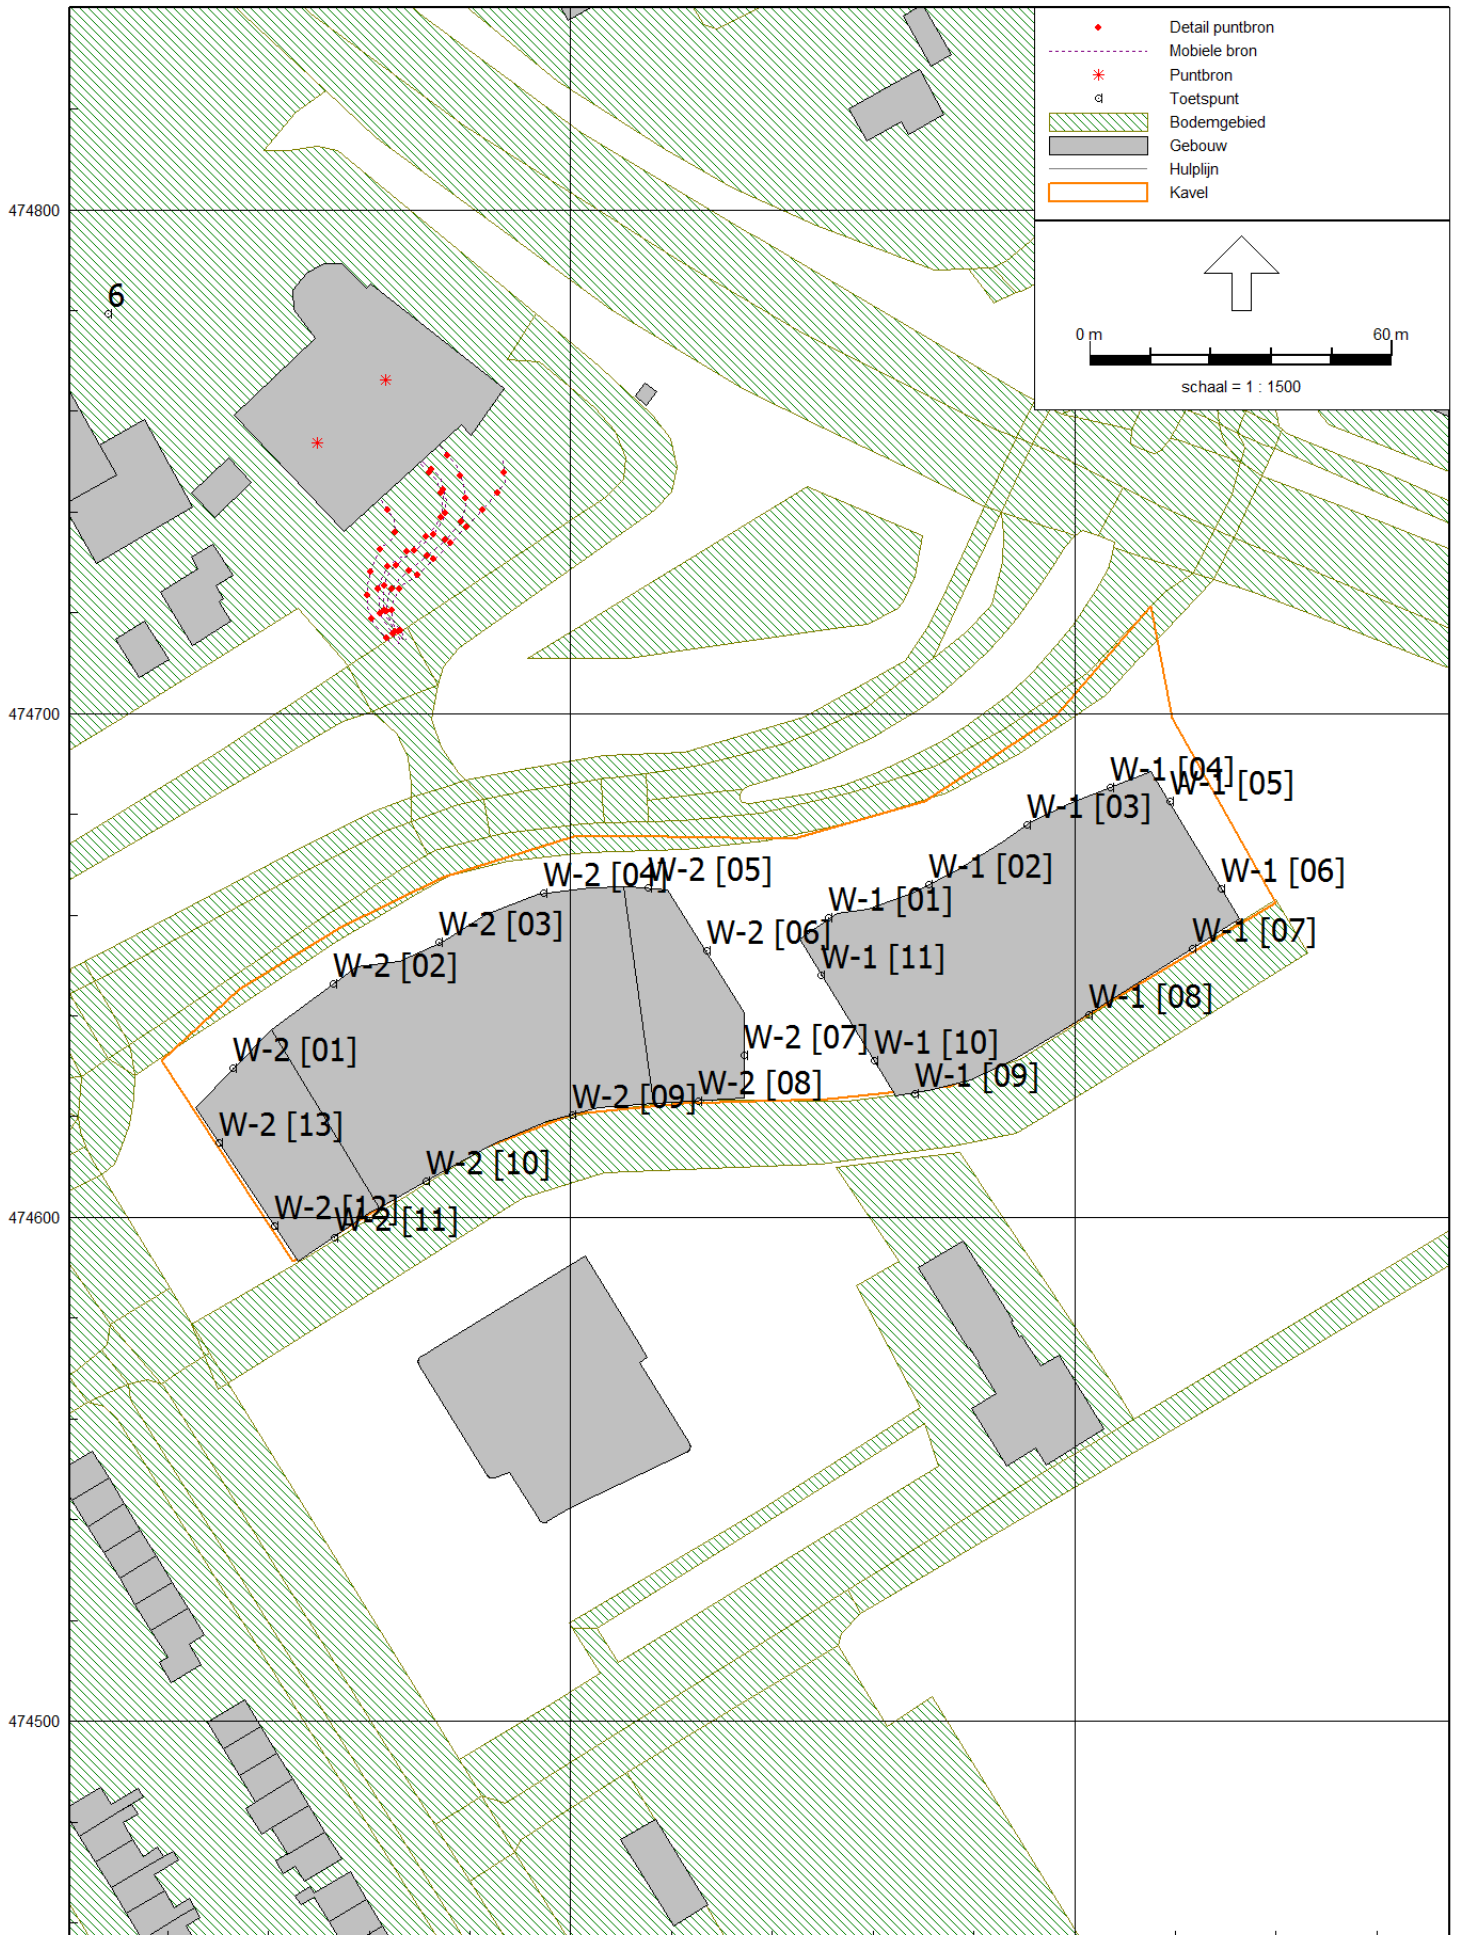 Detail puntbron
Mobiele bron
Puntbron
Toetspunt
Bodemgebied
Gebouw
Hulplijn
Kavel
474800
0 m 60 m
schaal = 1 : 1500
6
474700
W-1 [04]
W-1 [05]
W-1 [03]
W-1 [02]
W-2 [04]
W-2 [05]
W-1 [06]
W-1 [01]
W-2 [03]
W-2 [06]
W-1 [07]
W-2 [02]
W-1 [11]
W-1 [08]
W-2 [01]
W-2 [07]
W-1 [10]
W-2 [09]
W-2 [08]
W-1 [09]
W-2 [13]
W-2 [10]
474600
W-2 [12]
W-2 [11]
474500